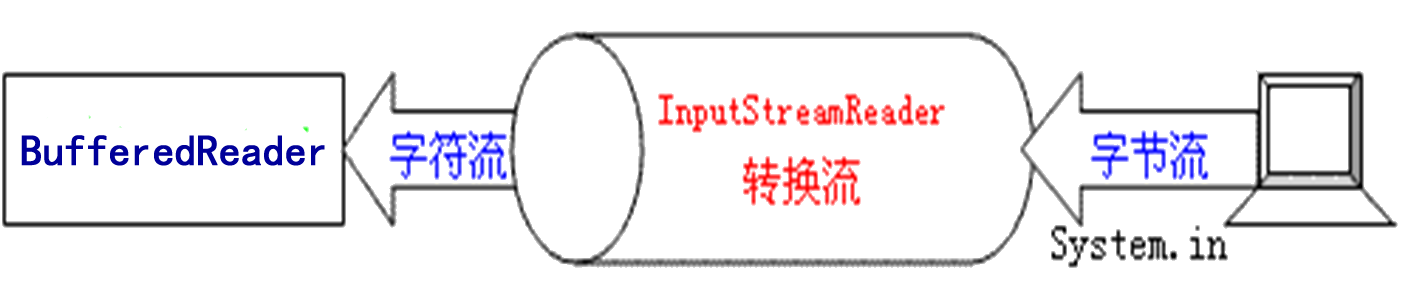 BufferedReader
字符流
InputStreamReader
转换流
字节流
System.in